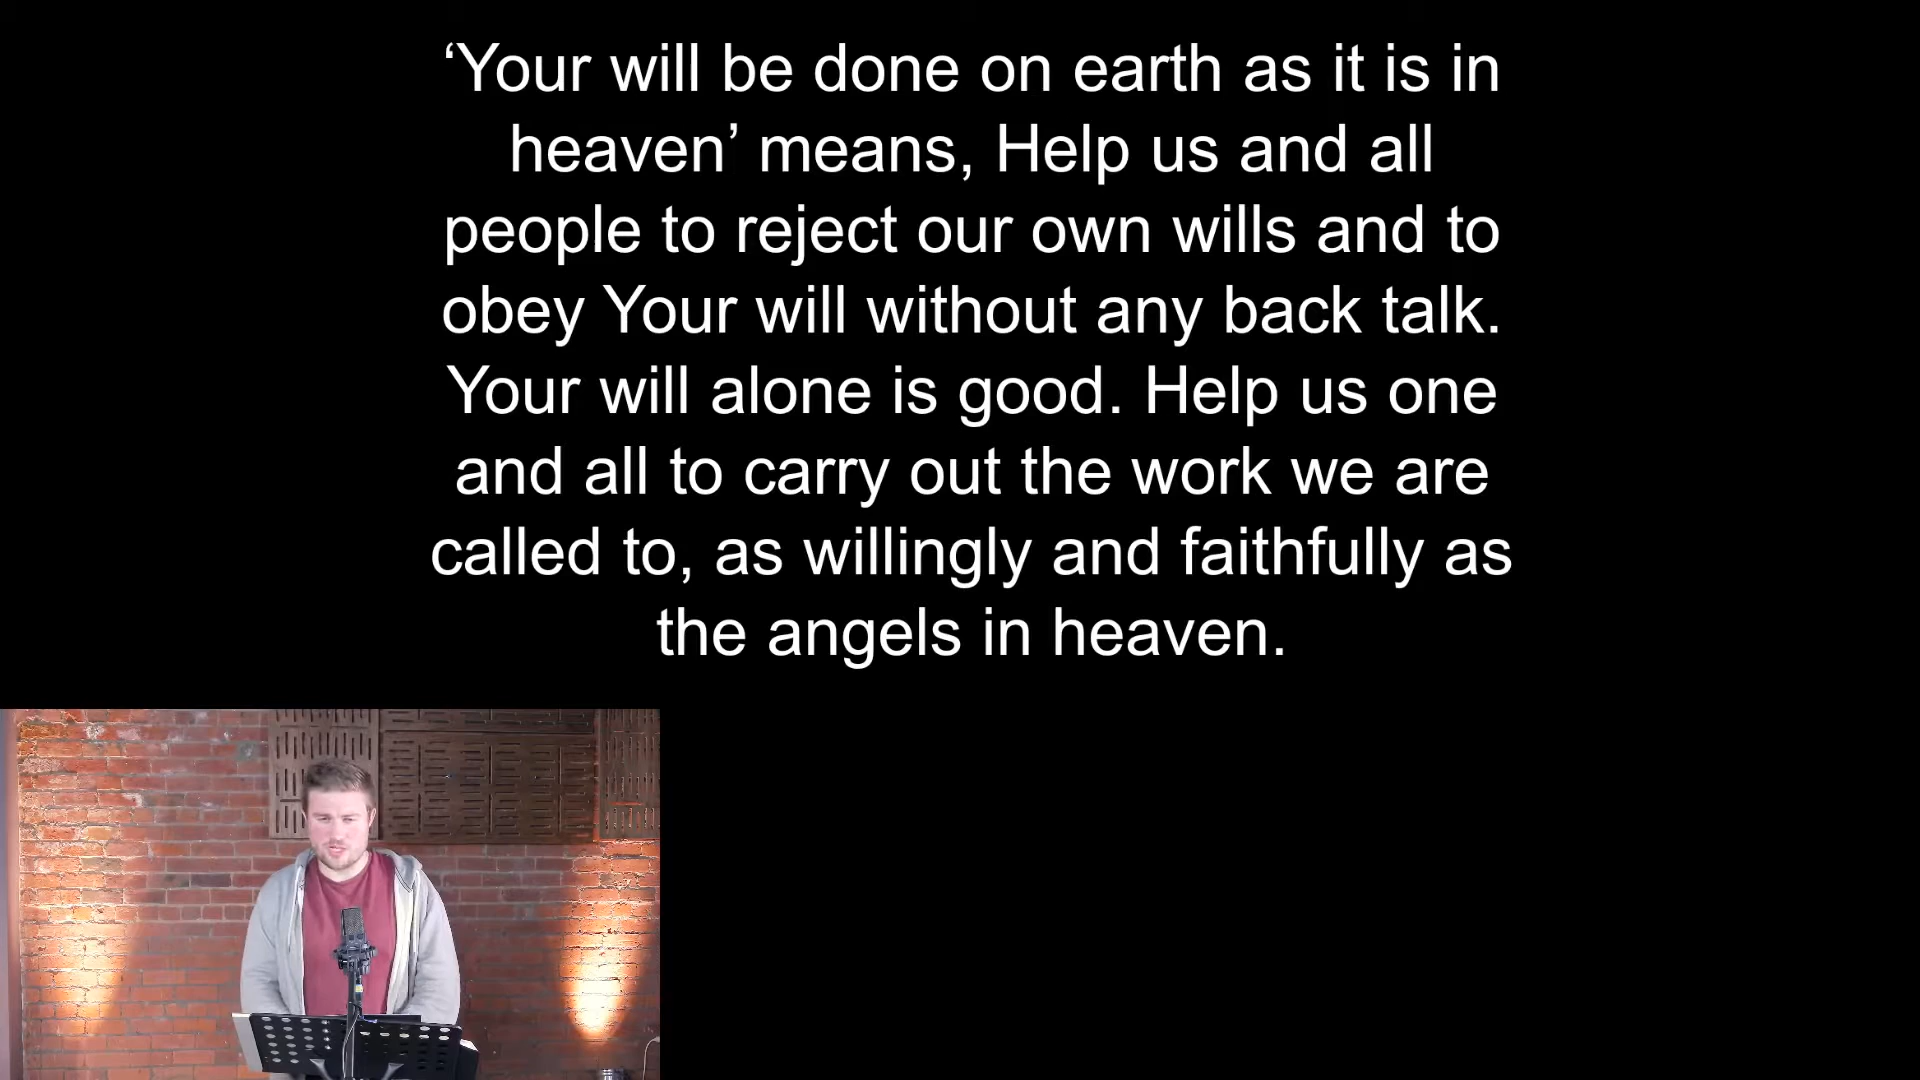 ‘Your will be done on earth as it is in
heaven’ means, Help us and all
people to reject our own wills and to
obey Your will without any back talk.
Your will alone is good. Help us one
and all to carry out the work we are
called to, as willingly and faithfully as
the angels in heaven.